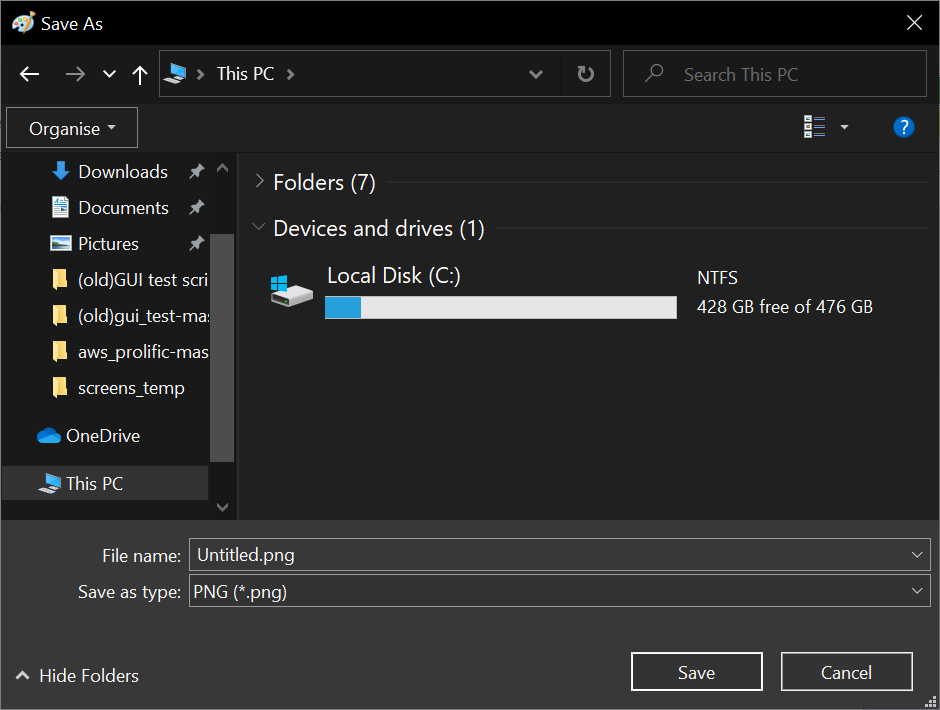 Save As
This PC
Search This PC
Organise
?
Downloads
Documents
Pictures
(old)GUI test scri
(old)gui_test-mas
aws_prolific-mas
screens_temp
OneDrive
This PC
Folders (7)
Devices and drives (1)
Local Disk (C:)
NTFS
428 GB free of 476 GB
File name: Untitled.png
Save as type: PNG (*.png)
Hide Folders
Save
Cancel